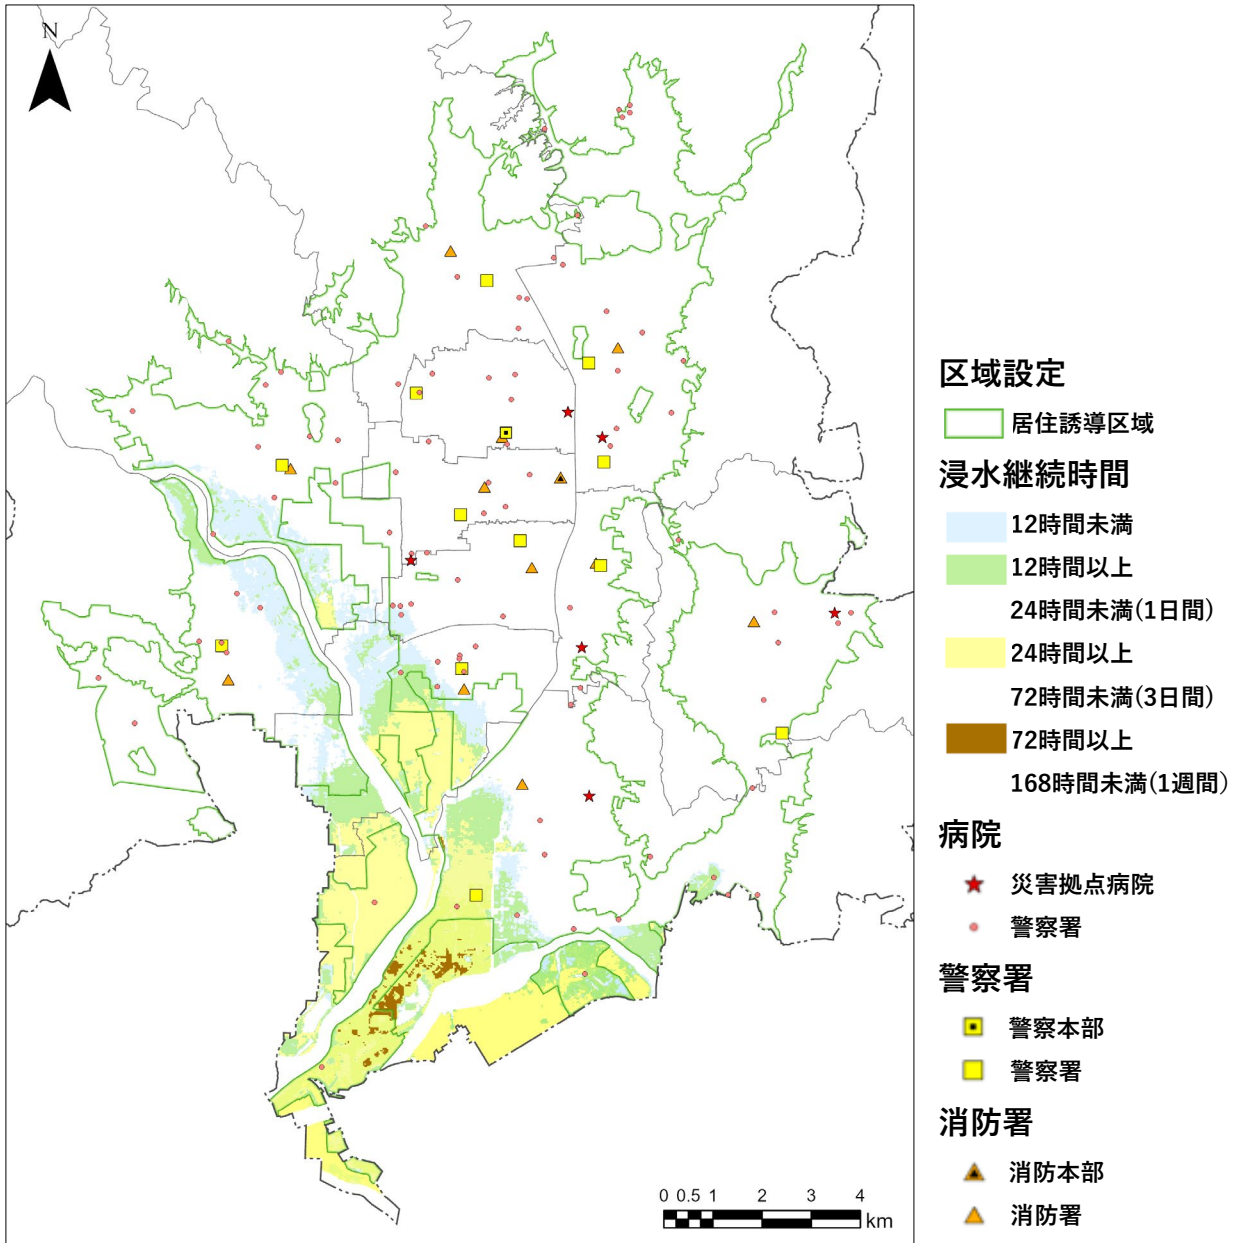 N
区域設定
居住誘導区域
浸水継続時間
12時間未満
12時間以上
24時間未満(1日間)
24時間以上
72時間未満(3日間)
72時間以上
168時間未満(1週間)
病院
災害拠点病院
警察署
警察署
警察本部
警察署
消防署
消防本部
消防署
0 0.5 1 2 3 4
km